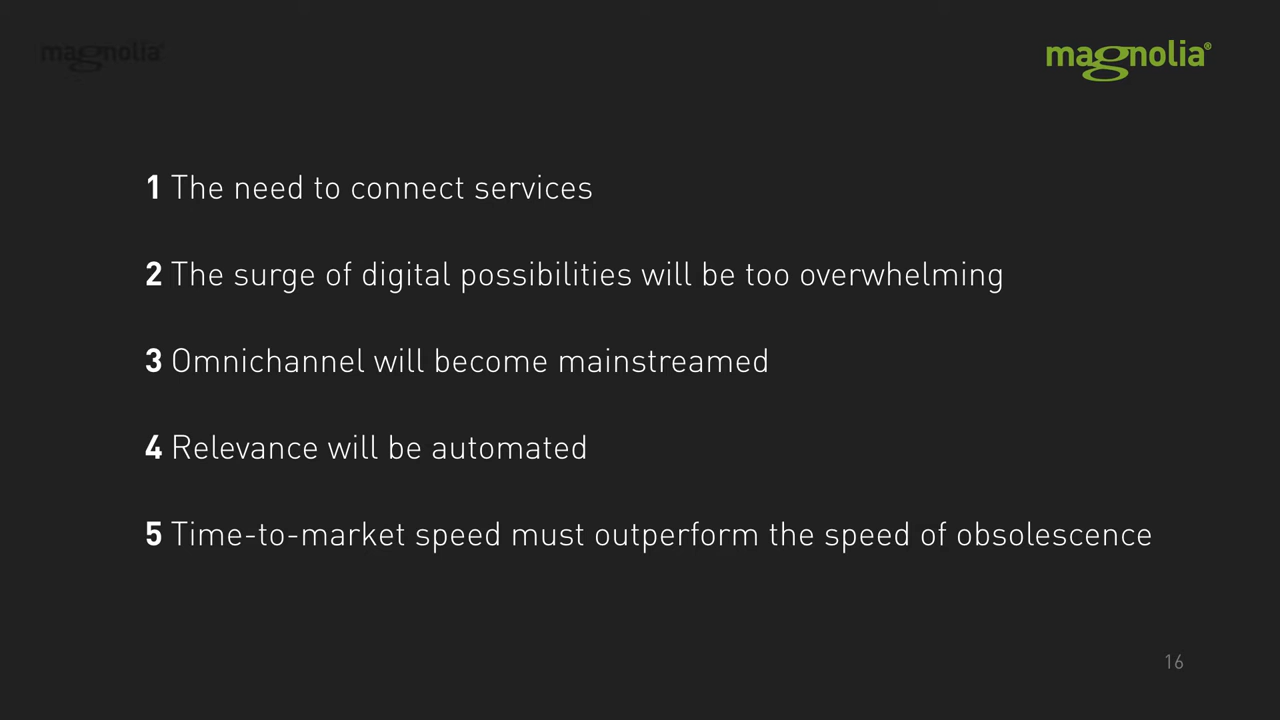 magnolia
magnolia®
1 The need to connect services
2 The surge of digital possibilities will be too overwhelming
3 Omnichannel will become mainstreamed
4 Relevance will be automated
5 Time-to-market speed must outperform the speed of obsolescence
16